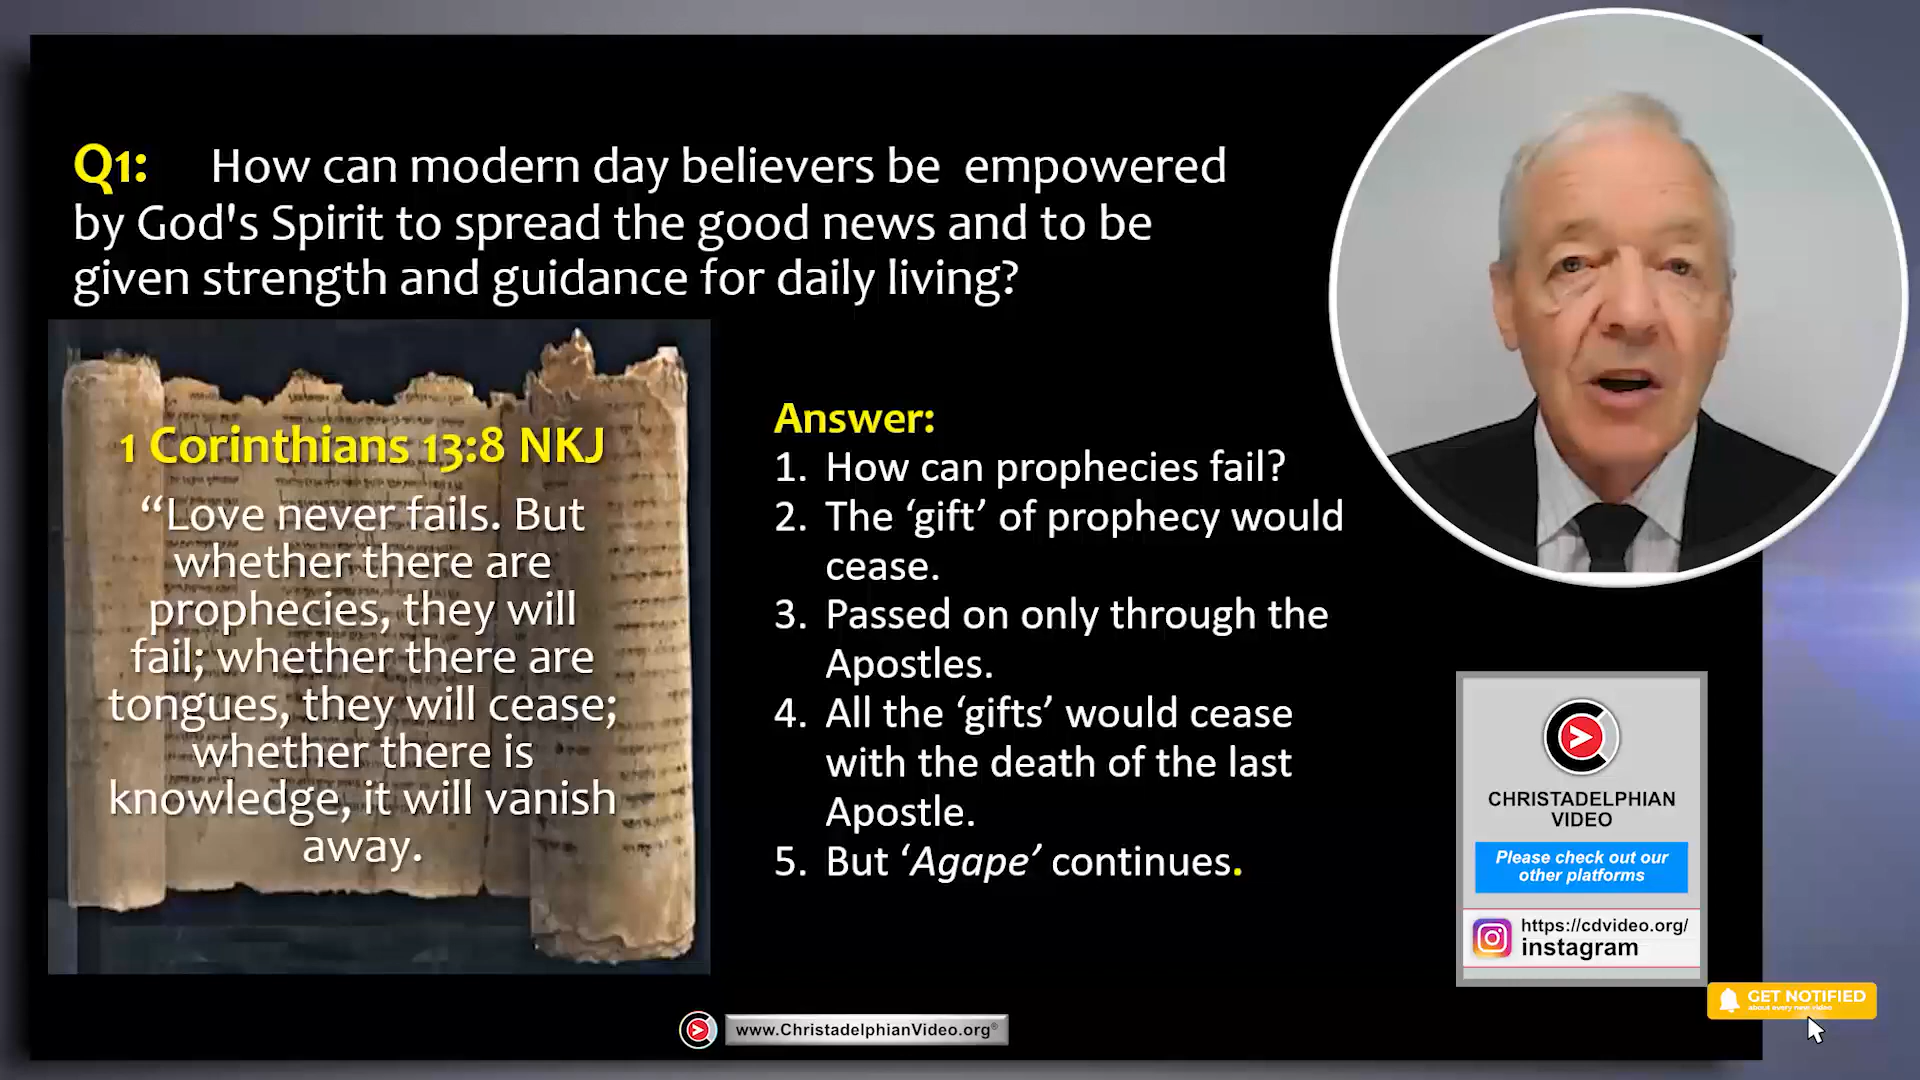 Q1: How can modern day believers be empowered
by God's Spirit to spread the good news and to be
given strength and guidance for daily living?
1 Corinthians 13:8 NKJ
“Love never fails. But
whether there are
prophecies, they will
fail; whether there are
tongues, they will cease;
whether there is
knowledge, it will vanish
away.
Answer:
1. How can prophecies fail?
2. The ‘gift’ of prophecy would
cease.
3. Passed on only through the
Apostles.
4. All the ‘gifts’ would cease
with the death of the last
Apostle.
5. But ‘Agape’ continues.
CHRISTADELPHIAN
VIDEO
Please check out our
other platforms
https://cdvideo.org/
instagram
GET NOTIFIED
about every new video
www.ChristadelphianVideo.org®